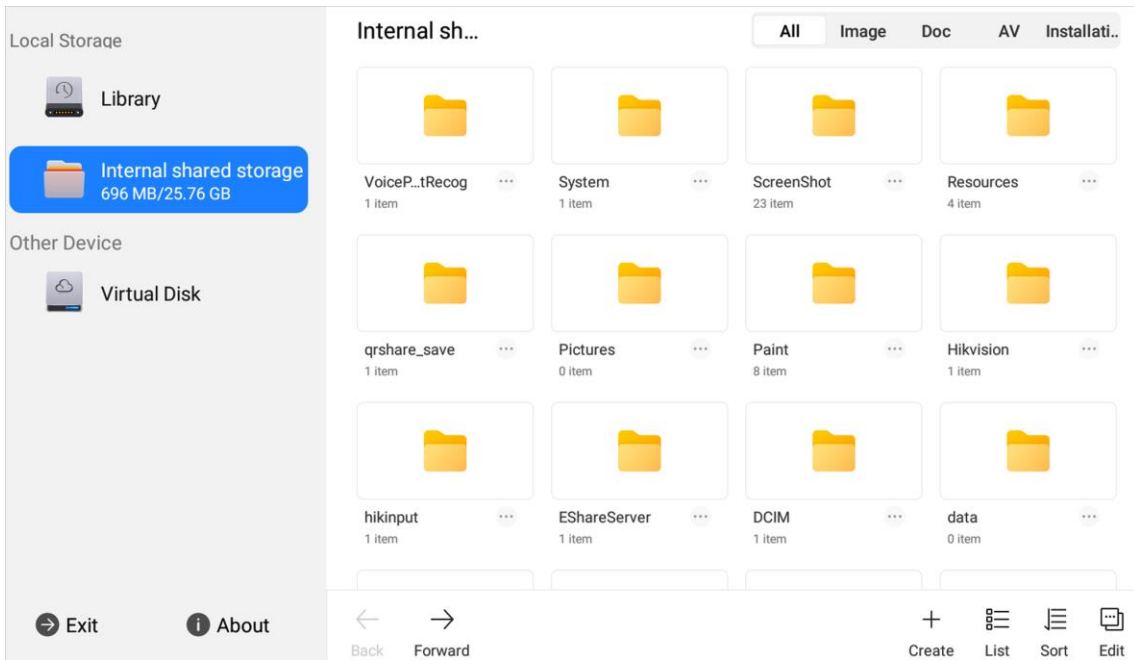 Local Storage
Library
Internal shared storage
696 MB/25.76 GB
Other Device
Virtual Disk
Exit
About
Internal sh...
All Image Doc AV Installati..
VoiceP...tRecog
1 item
System
1 item
ScreenShot
23 item
Resources
4 item
qrshare_save
1 item
Pictures
0 item
Paint
8 item
Hikvision
1 item
hikinput
1 item
EShareServer
1 item
DCIM
1 item
data
0 item
Back
Forward
Create
List
Sort
Edit